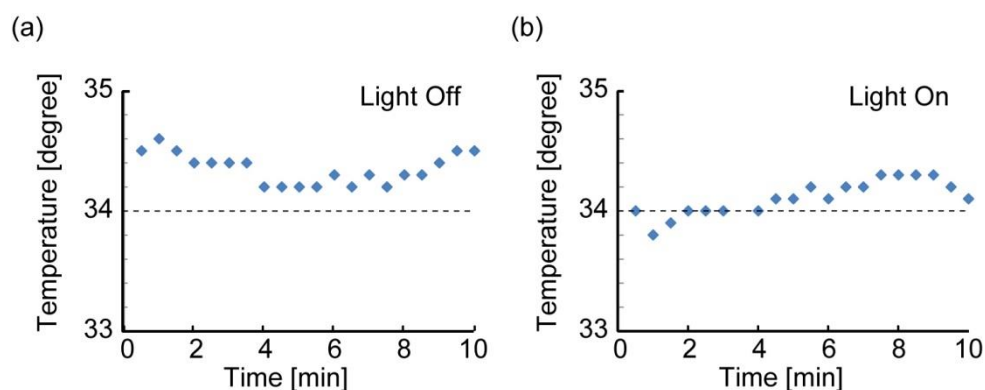 (a)
Light Off
Temperature [degree]
35
34
33
0 2 4 6 8 10
Time [min]
(b)
Light On
Temperature [degree]
35
34
33
0 2 4 6 8 10
Time [min]